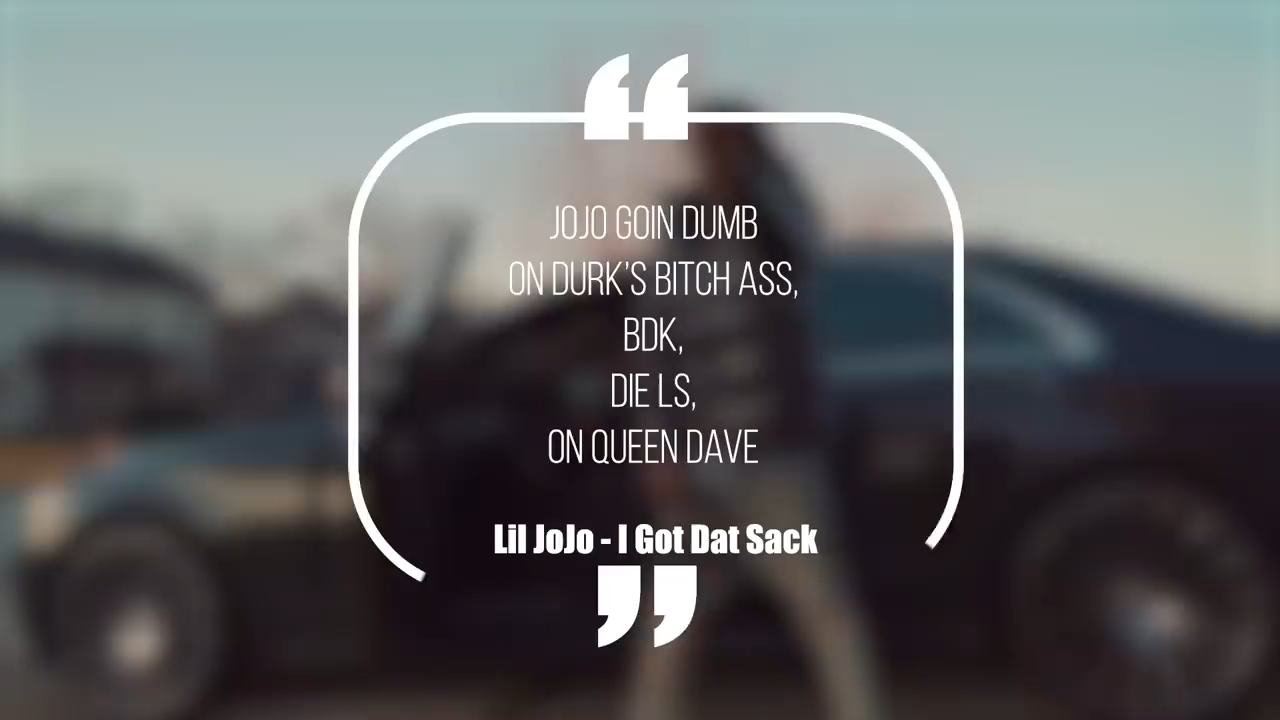 JOJO GOIN DUMB
ON DURK'S BITCH ASS,
BDK,
DIE LS,
ON QUEEN DAVE
Lil JoJo - I Got Dat Sack